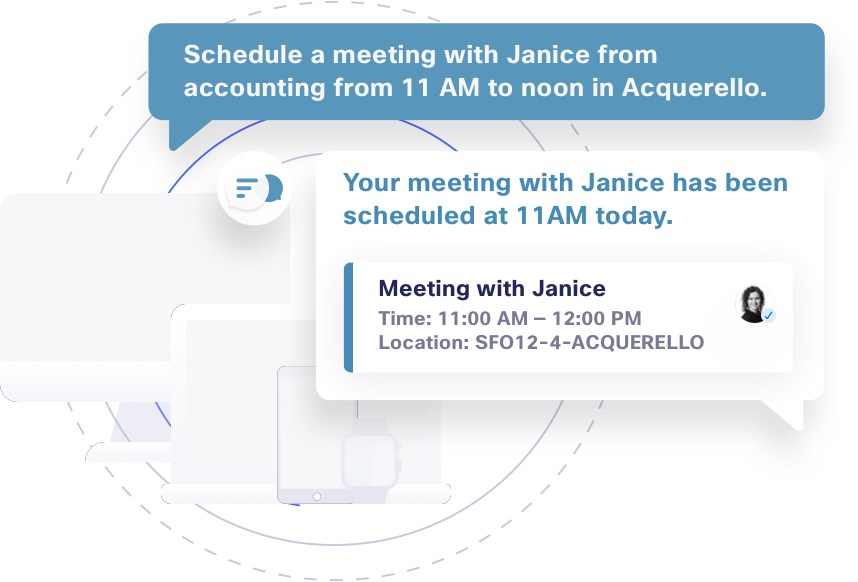 Schedule a meeting with Janice from
accounting from 11 AM to noon in Acquerello.
Your meeting with Janice has been
scheduled at 11AM today.
Meeting with Janice
Time: 11:00 AM – 12:00 PM
Location: SFO12-4-ACQUERELLO